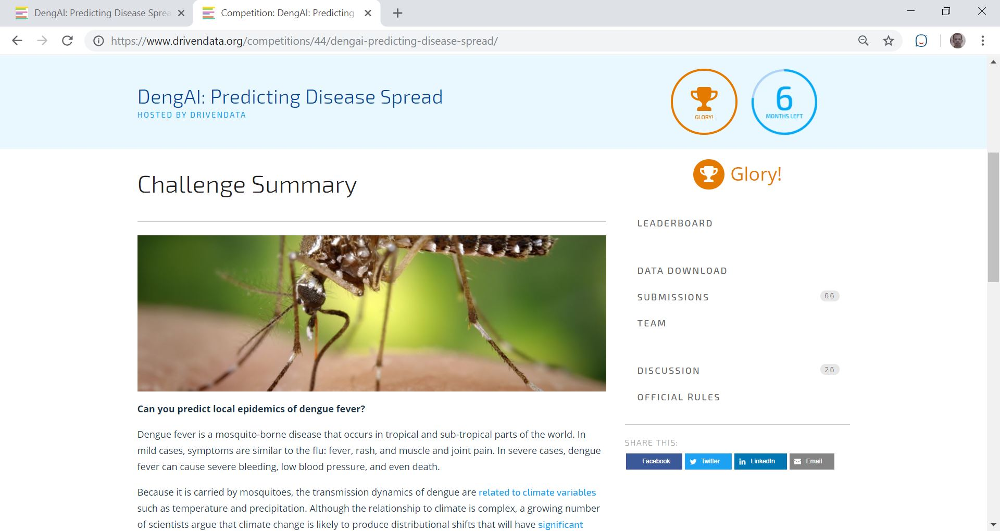 DengAI: Predicting Disease Sprea
Competition: DengAI: Predicting
https://www.drivendata.org/competitions/44/dengai-predicting-disease-spread/
DengAI: Predicting Disease Spread
HOSTED BY DRIVENDATA
GLORY!
6
MONTHS LEFT
Challenge Summary
Can you predict local epidemics of dengue fever?
Dengue fever is a mosquito-borne disease that occurs in tropical and sub-tropical parts of the world. In
mild cases, symptoms are similar to the flu: fever, rash, and muscle and joint pain. In severe cases, dengue
fever can cause severe bleeding, low blood pressure, and even death.
Because it is carried by mosquitoes, the transmission dynamics of dengue are related to climate variables
such as temperature and precipitation. Although the relationship to climate is complex, a growing number
of scientists argue that climate change is likely to produce distributional shifts that will have significant
Glory!
LEADERBOARD
DATA DOWNLOAD
SUBMISSIONS 66
TEAM
DISCUSSION 26
OFFICIAL RULES
SHARE THIS:
Facebook
Twitter
in LinkedIn
Email